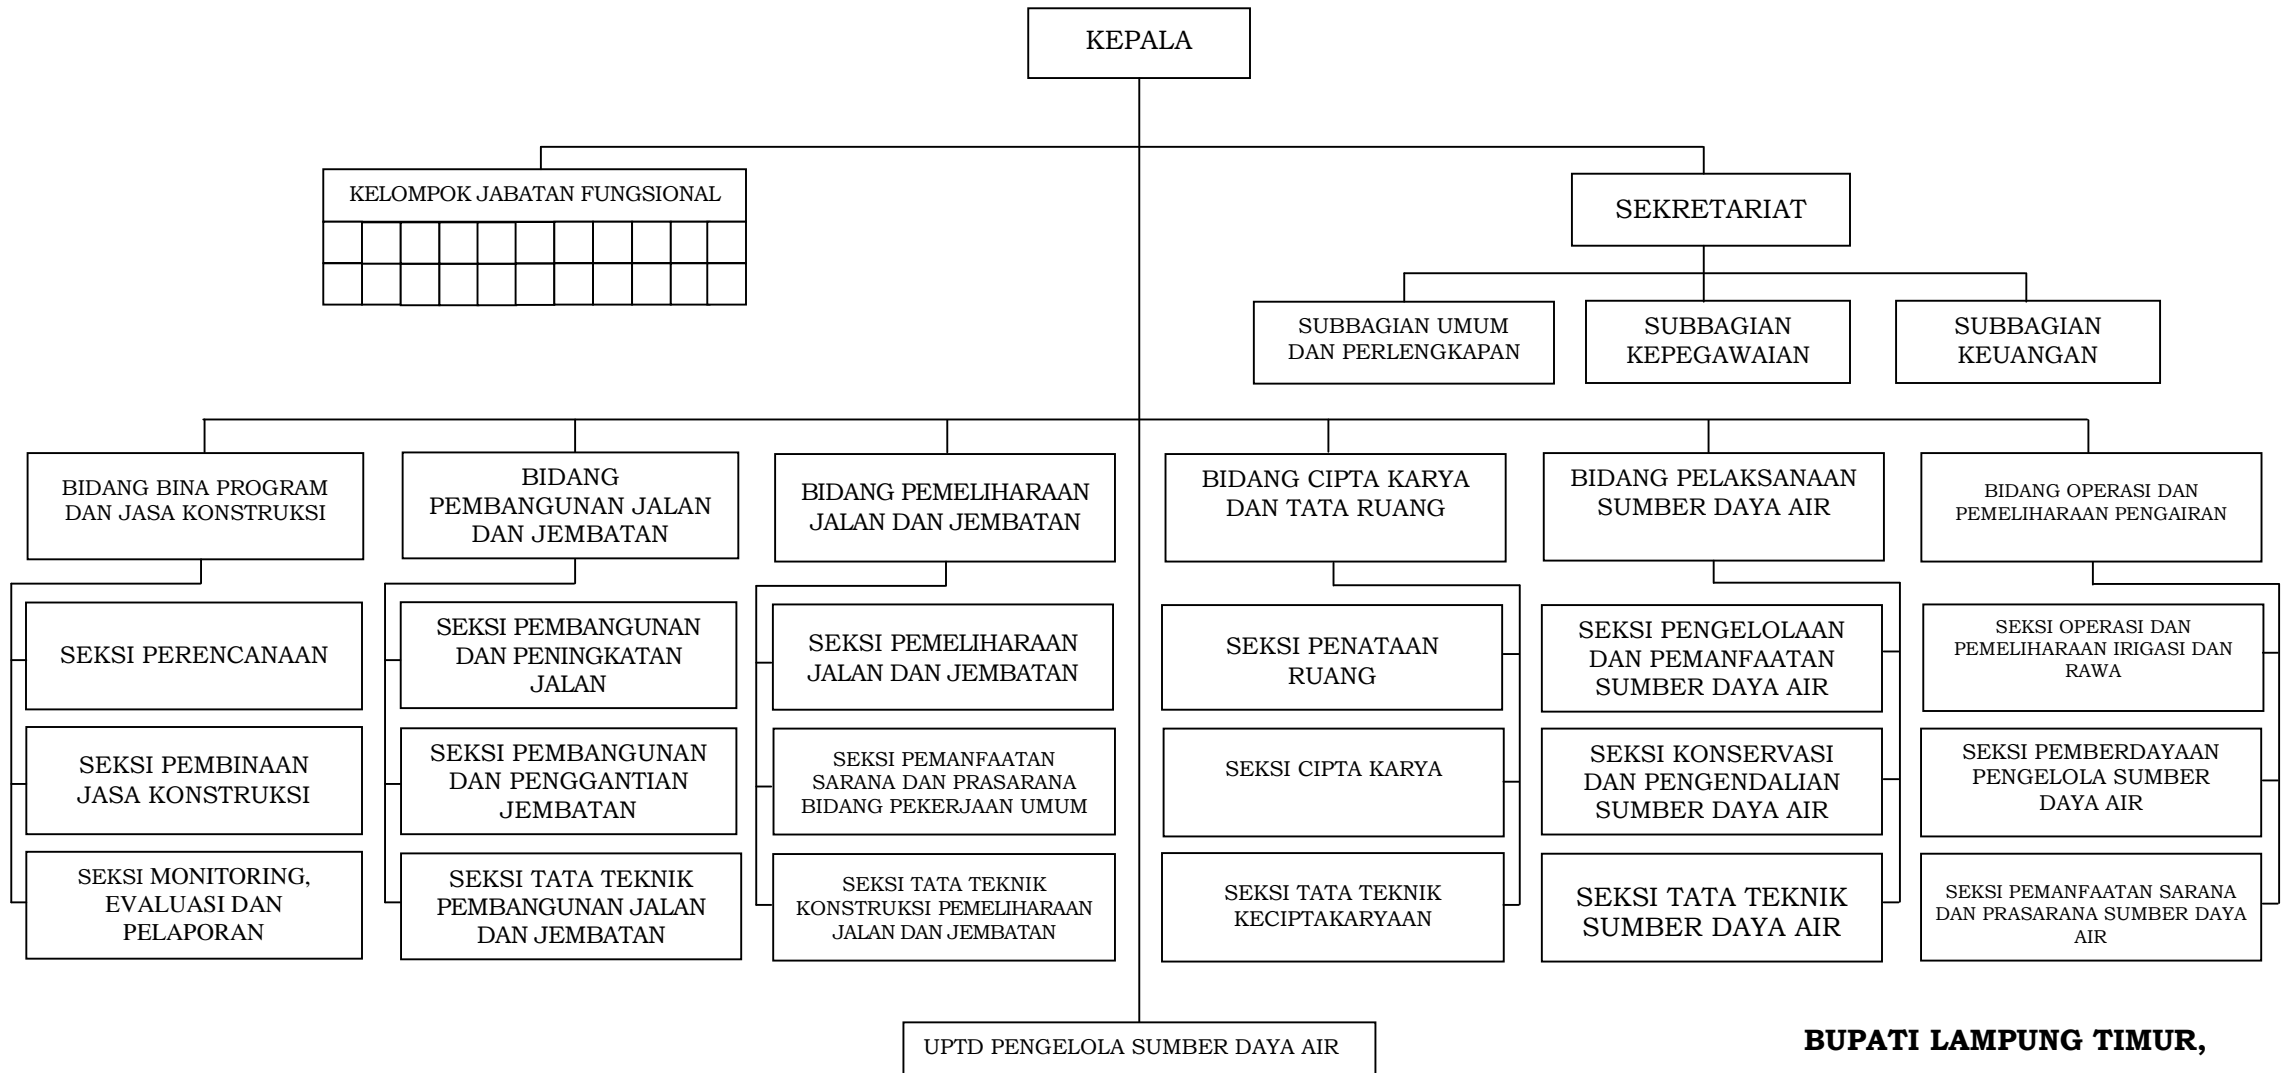 KEPALA
KELOMPOK JABATAN FUNGSIONAL
SEKRETARIAT
SUBBAGIAN UMUM
DAN PERLENGKAPAN
SUBBAGIAN
KEPEGAWAIAN
SUBBAGIAN
KEUANGAN
BIDANG BINA PROGRAM
DAN JASA KONSTRUKSI
BIDANG
PEMBANGUNAN JALAN
DAN JEMBATAN
BIDANG PEMELIHARAAN
JALAN DAN JEMBATAN
BIDANG CIPTA KARYA
DAN TATA RUANG
BIDANG PELAKSANAAN
SUMBER DAYA AIR
BIDANG OPERASI DAN
PEMELIHARAAN PENGAIRAN
SEKSI PERENCANAAN
SEKSI PEMBANGUNAN
DAN PENINGKATAN
JALAN
SEKSI PEMELIHARAAN
JALAN DAN JEMBATAN
SEKSI PENATAAN
RUANG
SEKSI PENGELOLAAN
DAN PEMANFAATAN
SUMBER DAYA AIR
SEKSI OPERASI DAN
PEMELIHARAAN IRIGASI DAN
RAWA
SEKSI PEMBINAAN
JASA KONSTRUKSI
SEKSI PEMBANGUNAN
DAN PENGGANTIAN
JEMBATAN
SEKSI PEMANFAATAN
SARANA DAN PRASARANA
BIDANG PEKERJAAN UMUM
SEKSI CIPTA KARYA
SEKSI KONSERVASI
DAN PENGENDALIAN
SUMBER DAYA AIR
SEKSI PEMBERDAYAAN
PENGELOLA SUMBER
DAYA AIR
SEKSI MONITORING,
EVALUASI DAN
PELAPORAN
SEKSI TATA TEKNIK
PEMBANGUNAN JALAN
DAN JEMBATAN
SEKSI TATA TEKNIK
KONSTRUKSI PEMELIHARAAN
JALAN DAN JEMBATAN
SEKSI TATA TEKNIK
KECIPTAKARYAAN
SEKSI TATA TEKNIK
SUMBER DAYA AIR
SEKSI PEMANFAATAN SARANA
DAN PRASARANA SUMBER DAYA
AIR
UPTD PENGELOLA SUMBER DAYA AIR
BUPATI LAMPUNG TIMUR,